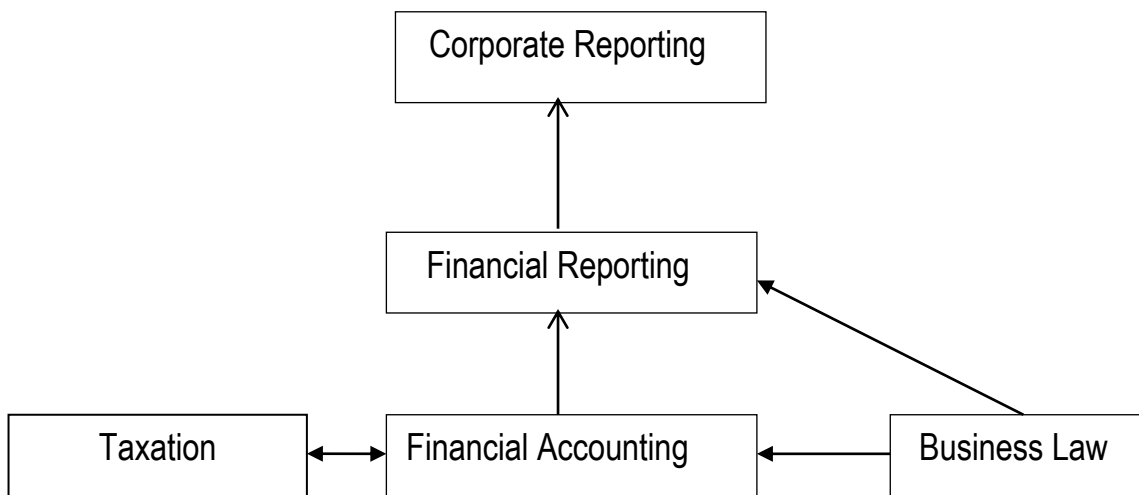 Corporate Reporting
Financial Reporting
Taxation
Financial Accounting
Business Law